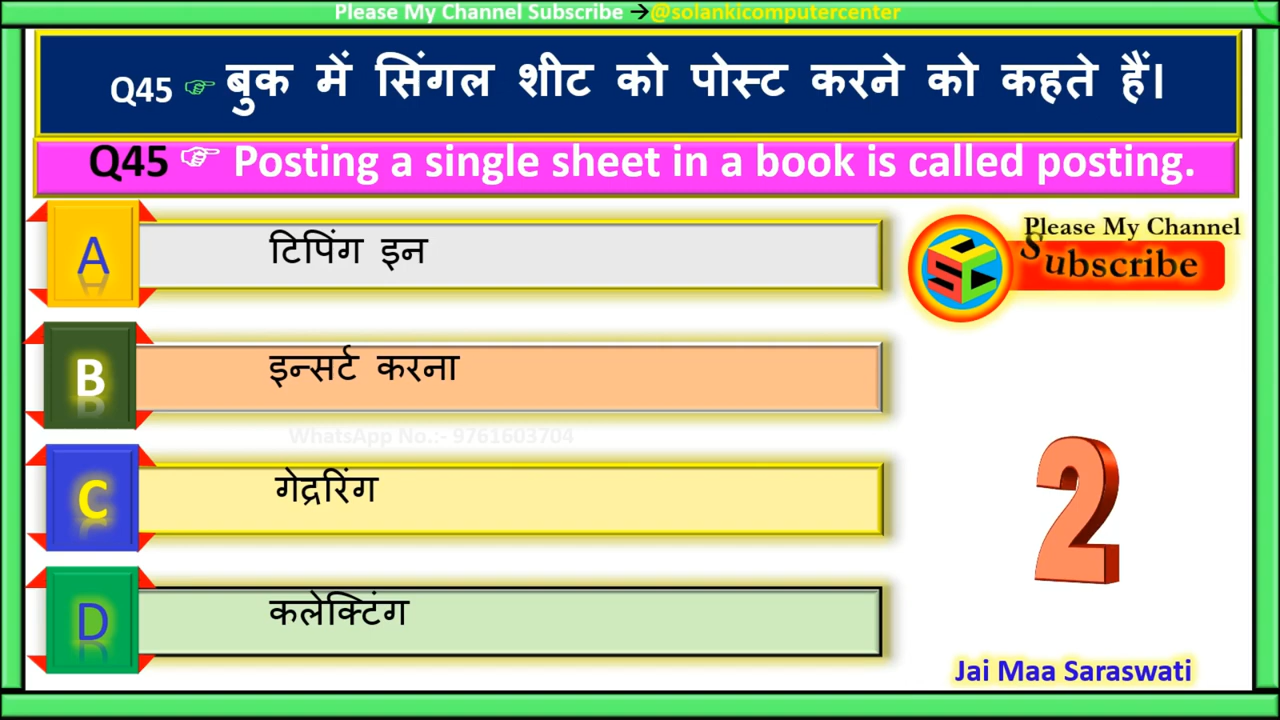 Please My Channel Subscribe →@solankicomputercenter
Q45 ☞ बुक में सिंगल शीट को पोस्ट करने को कहते हैं।
Q45 ☞ Posting a single sheet in a book is called posting.
A टिपिंग इन
Please My Channel
Subscribe
SCC
B इन्सर्ट करना
WhatsApp No.:- 9761603704
C गेद्ररिंग
2
D कलेक्टिंग
Jai Maa Saraswati